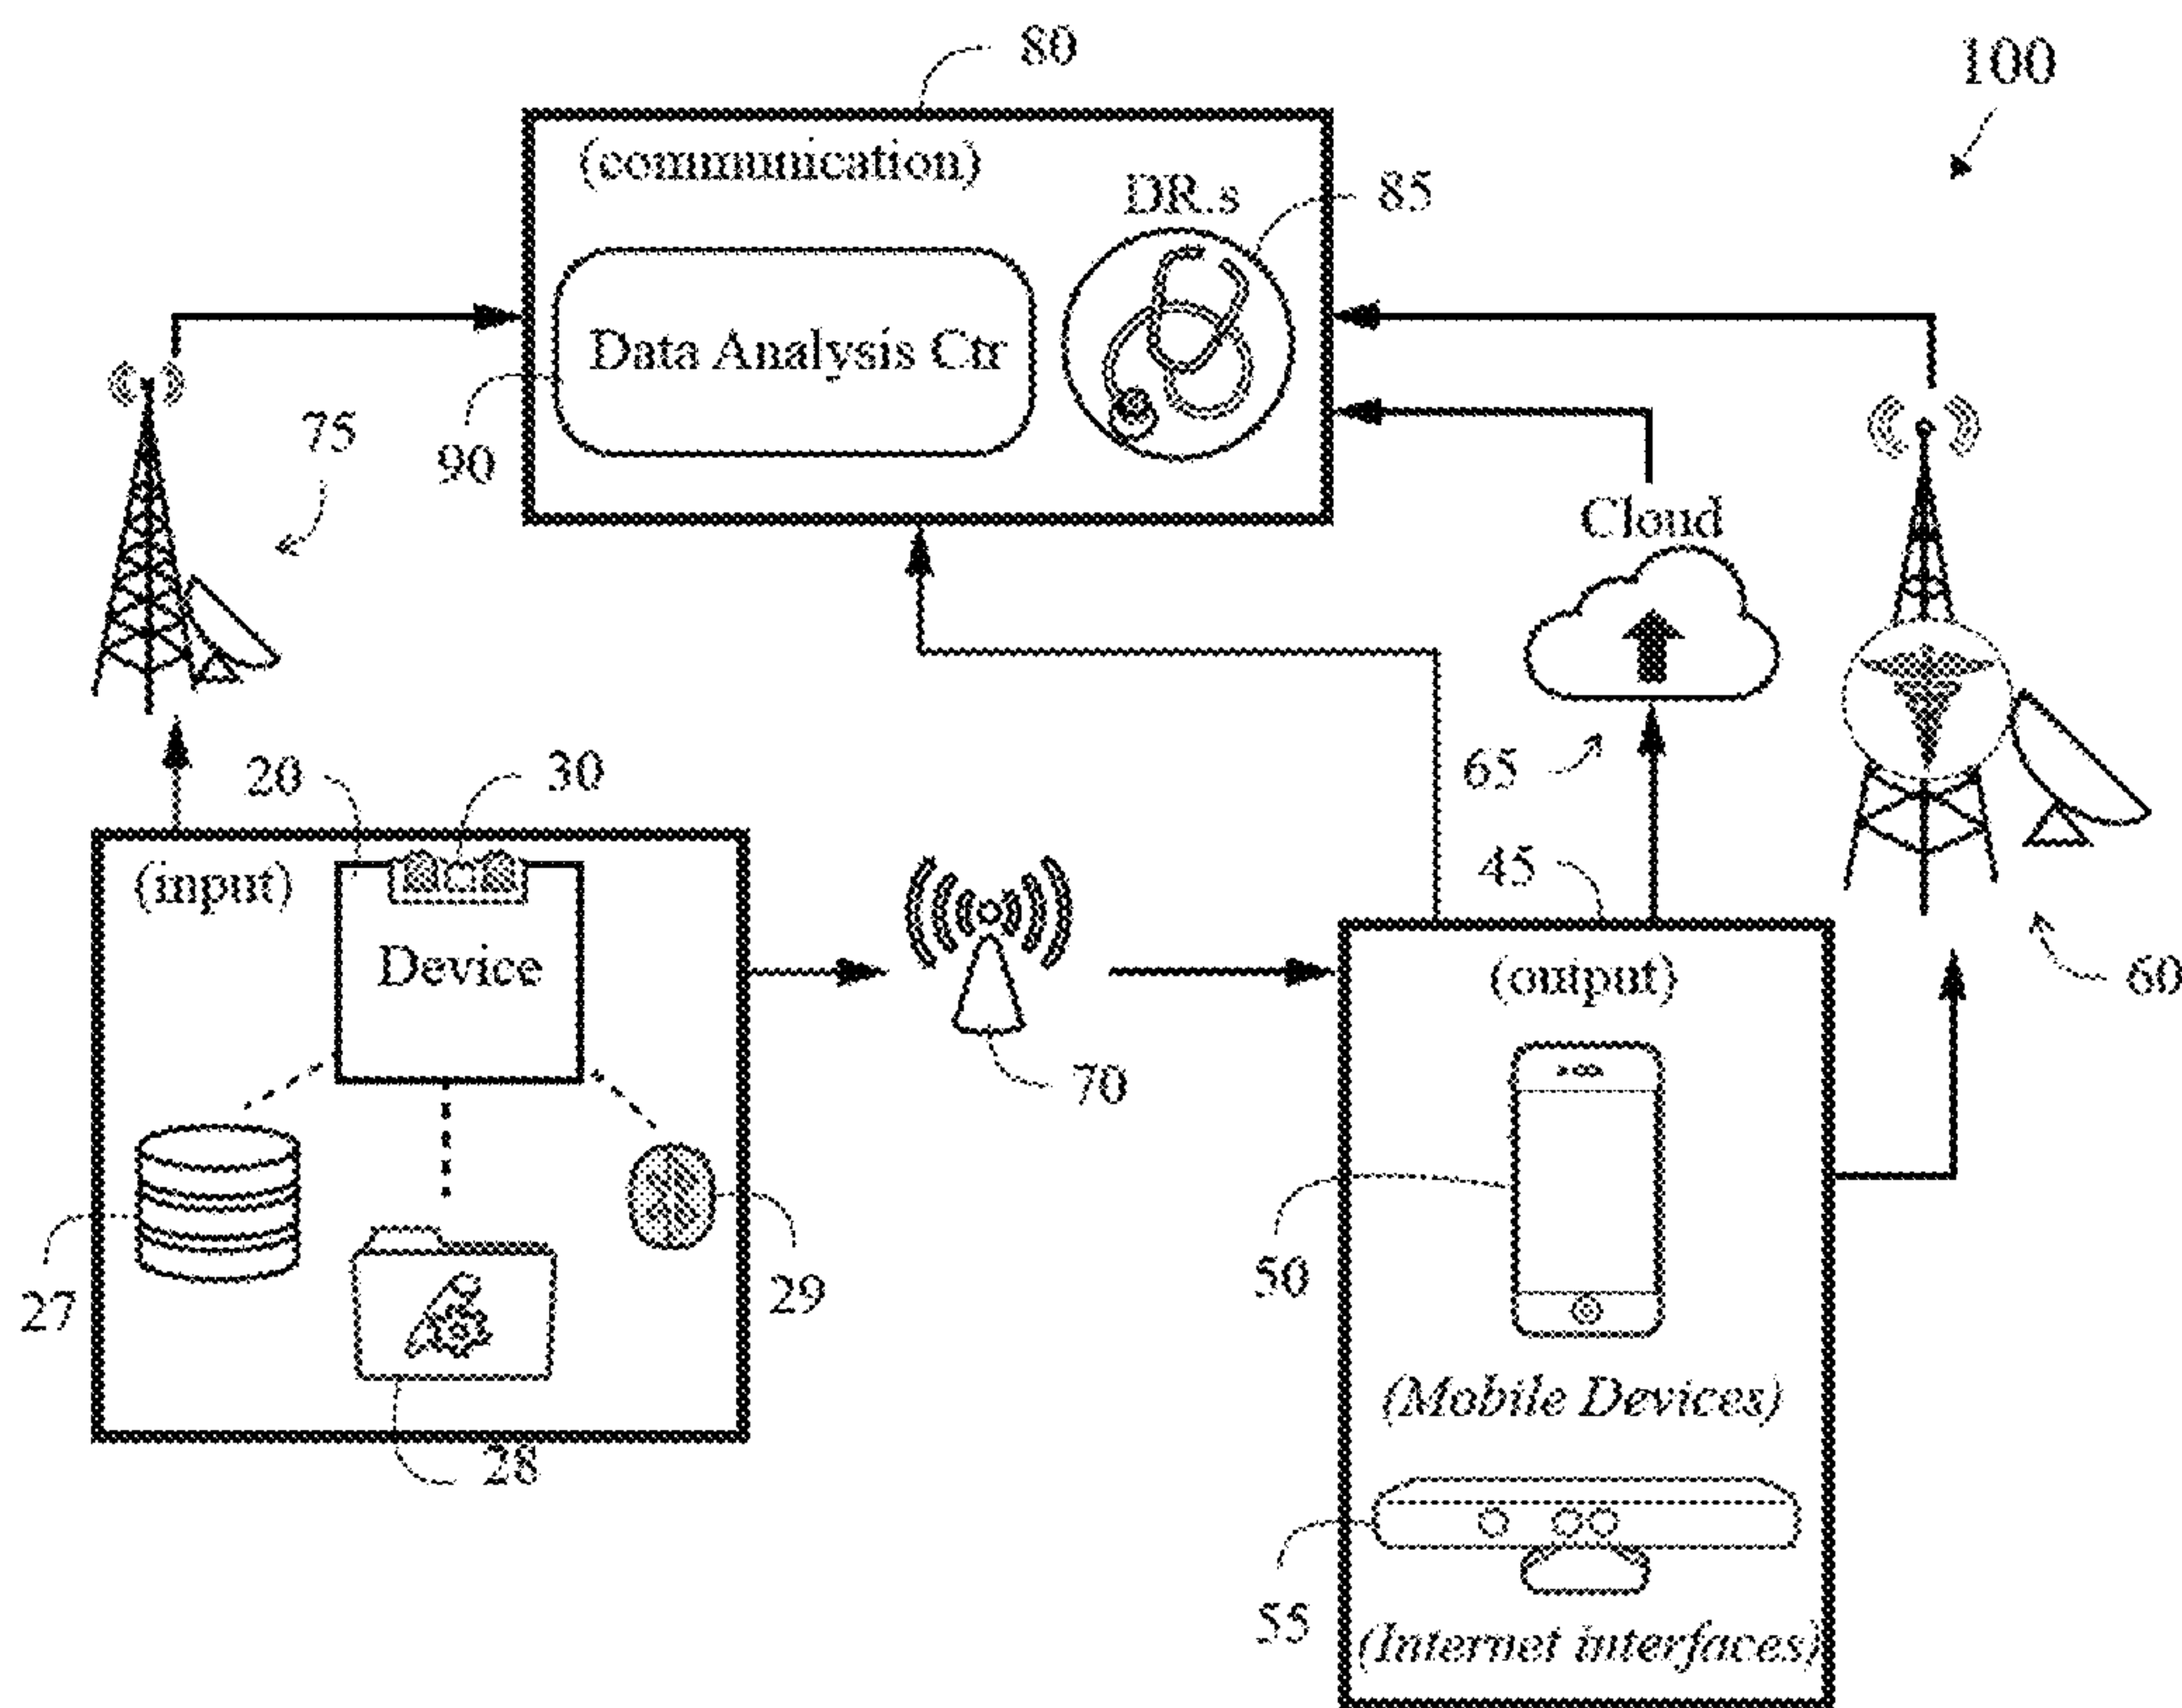 80
100
(communication)
DR.s
85
Data Analysis Ctr
90
75
Cloud
65
20
30
45
60
(input)
Device
(output)
70
27
28
29
50
(Mobile Devices)
55
(Internet interfaces)